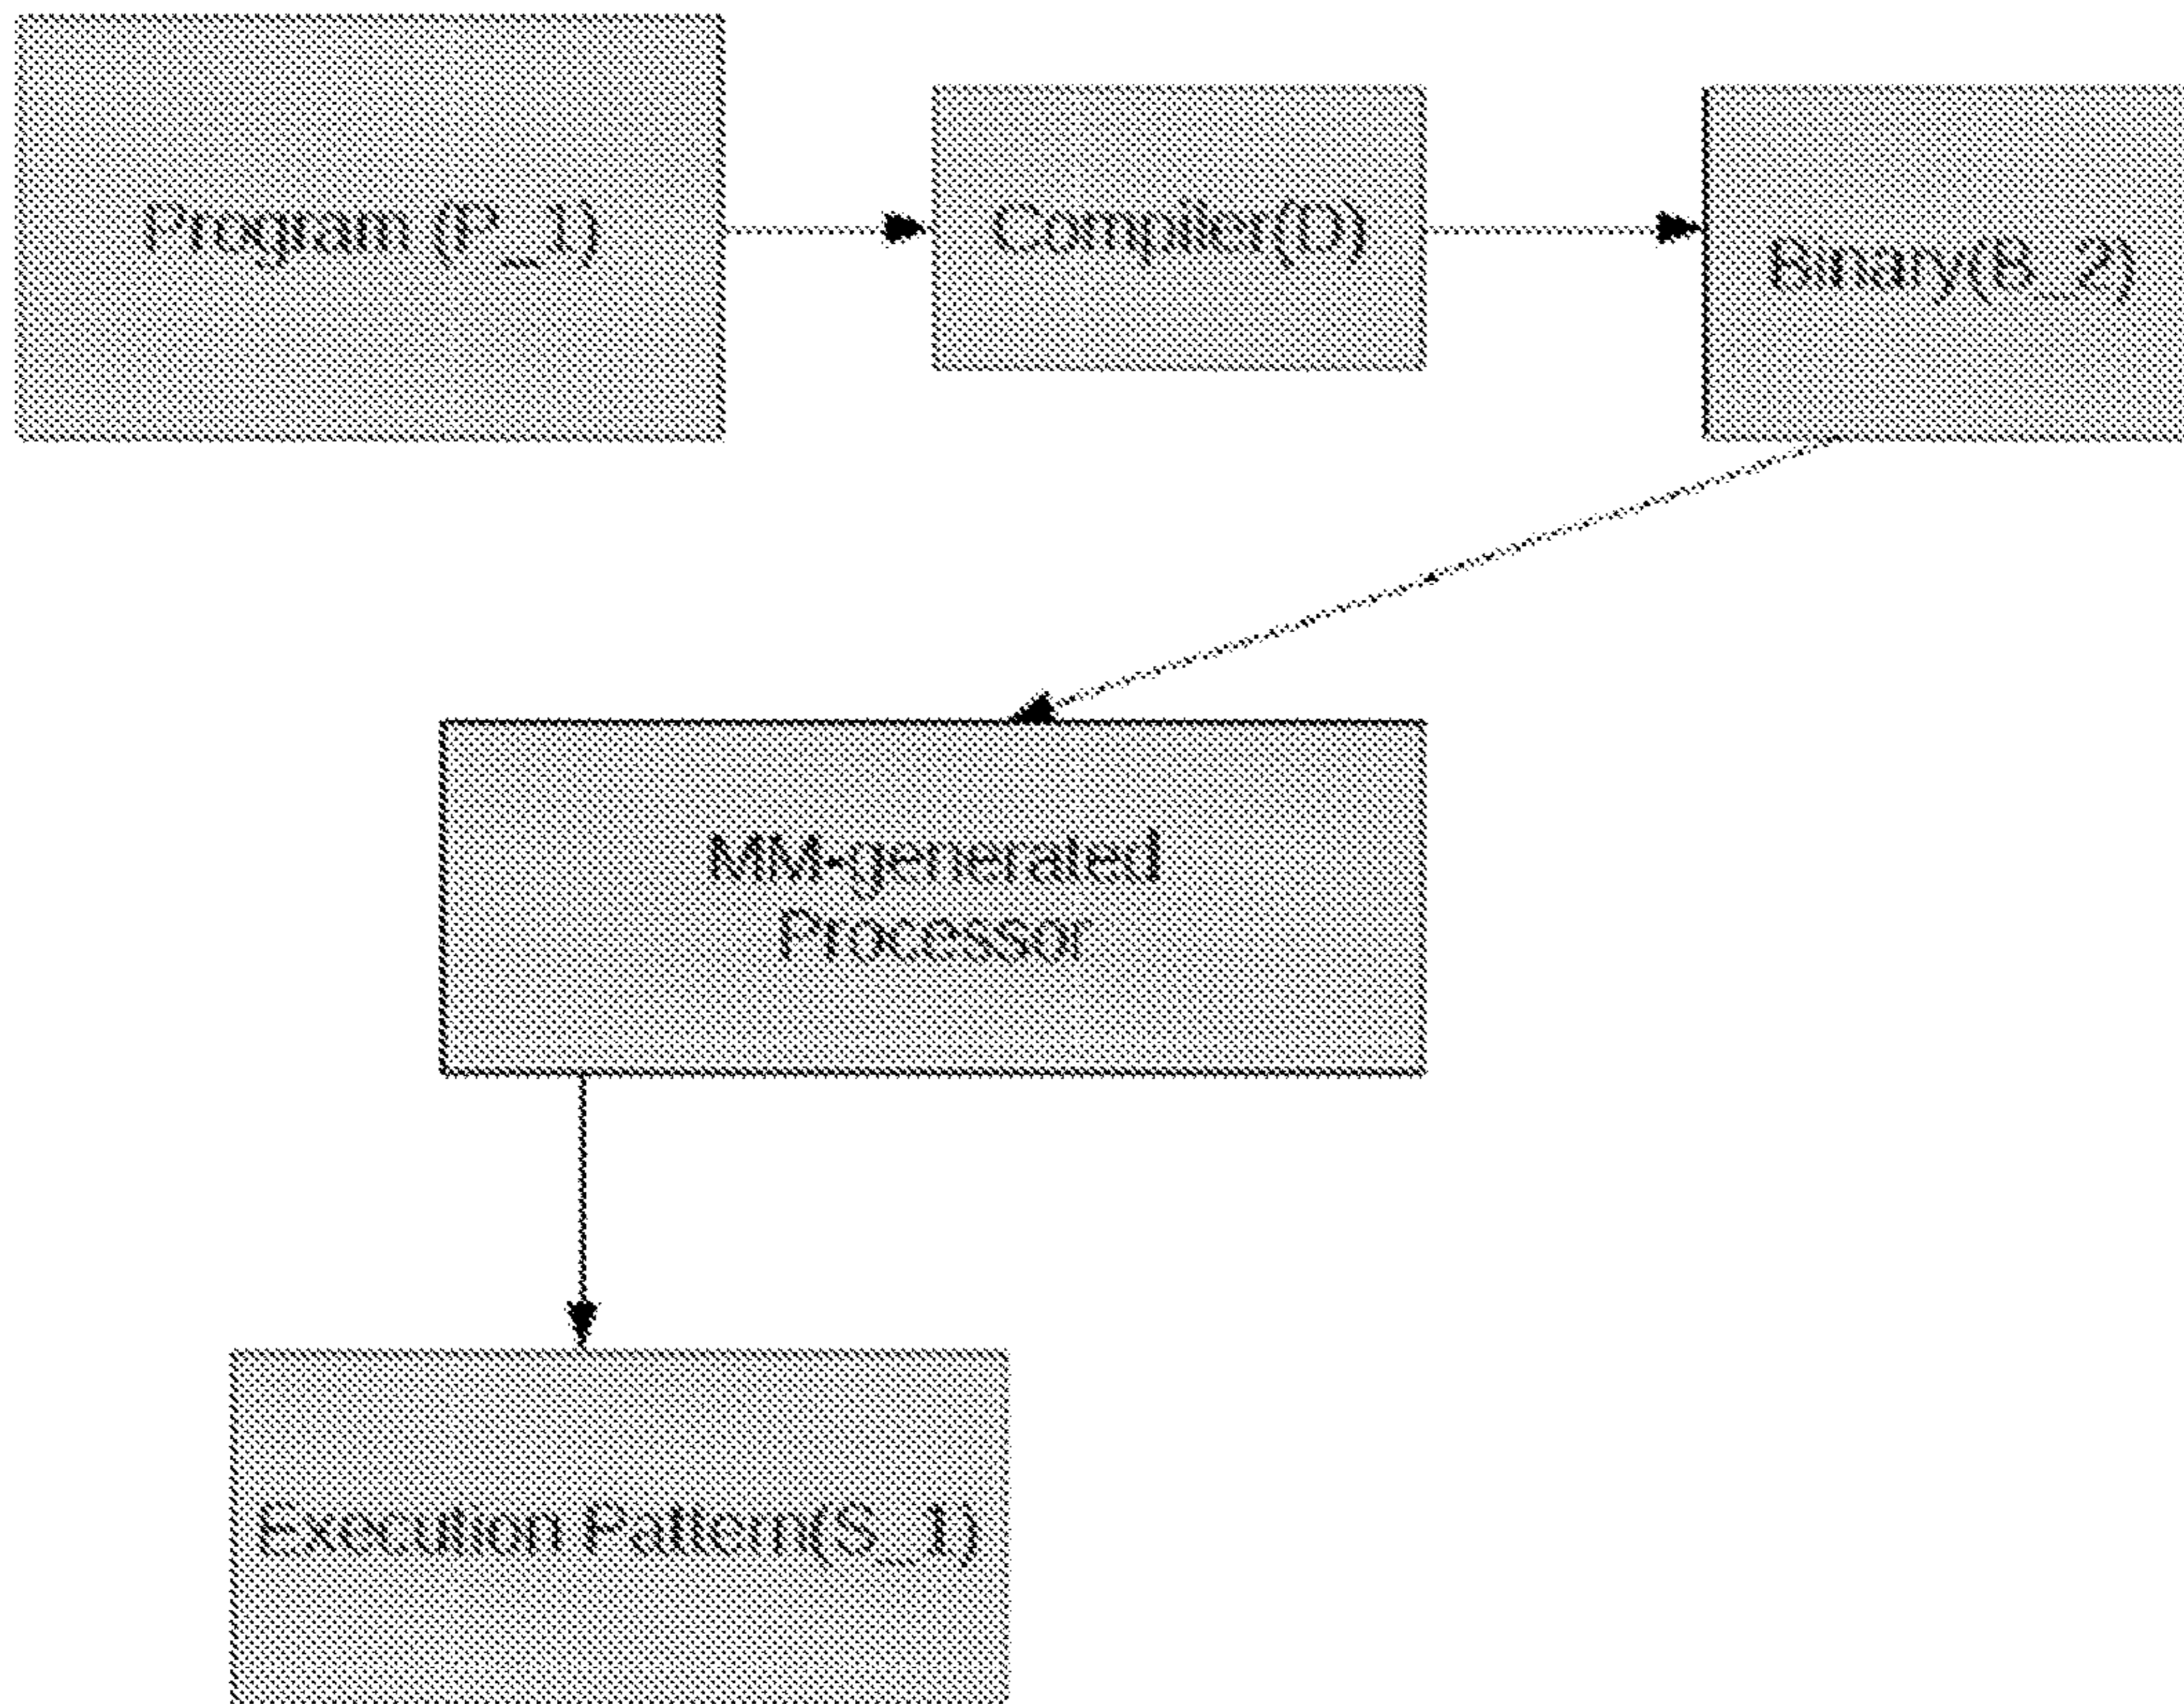 Program (P_1)
Compiler(D)
Binary(B_2)
MM-generated
Processor
Execution Pattern(S_1)